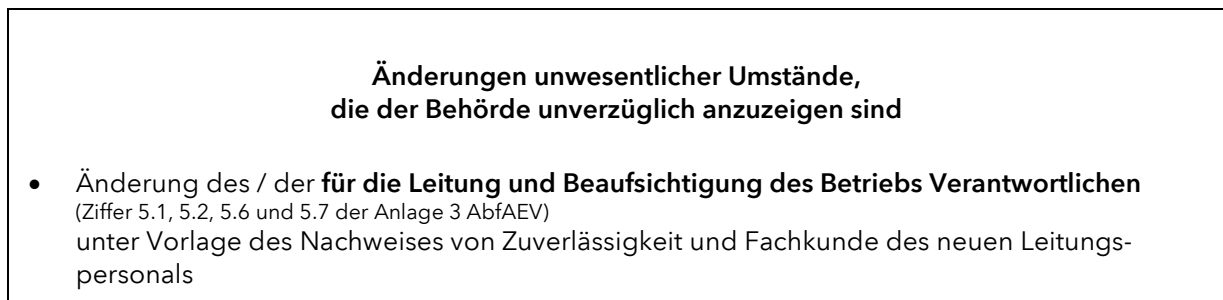 Änderungen unwesentlicher Umstände,
die der Behörde unverzüglich anzuzeigen sind
• Änderung des / der für die Leitung und Beaufsichtigung des Betriebs Verantwortlichen
(Ziffer 5.1, 5.2, 5.6 und 5.7 der Anlage 3 AbfAEV)
unter Vorlage des Nachweises von Zuverlässigkeit und Fachkunde des neuen Leitungs-
personals